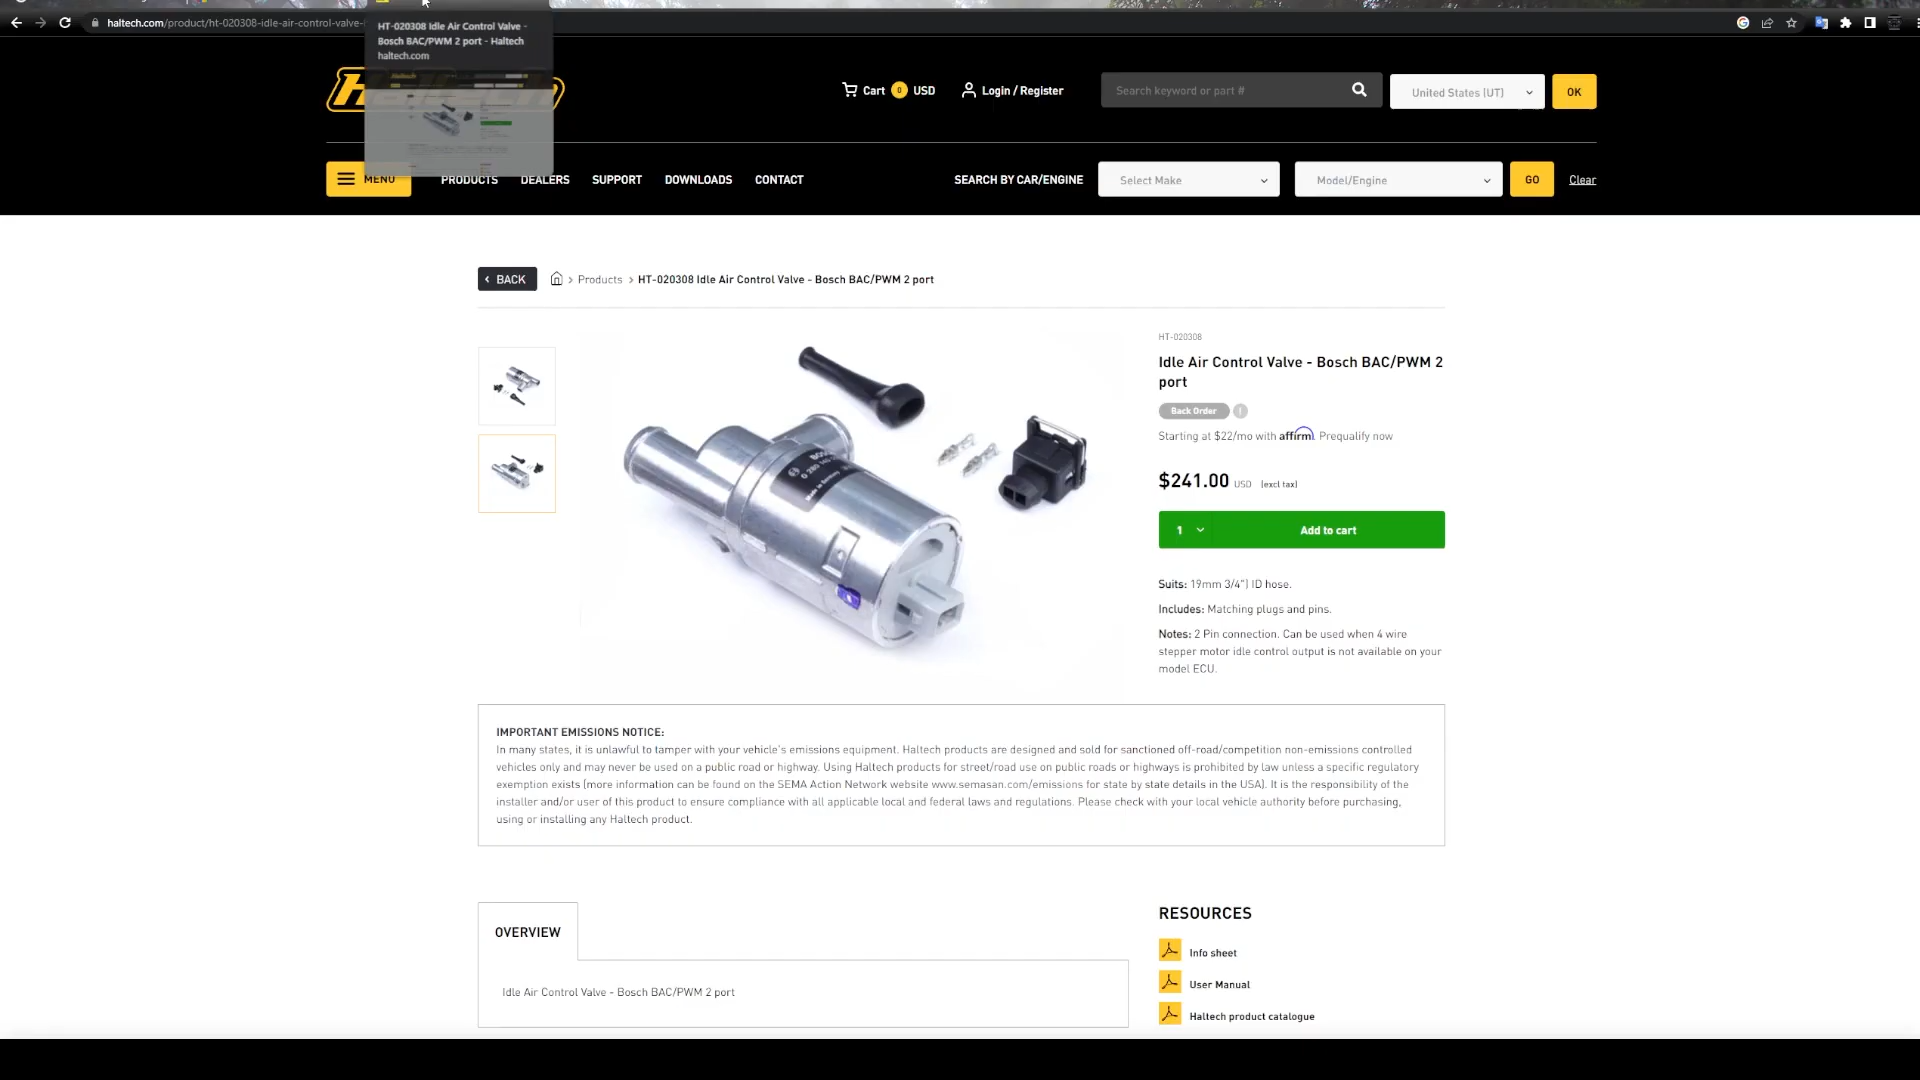 haltech.com/product/ht-020308-idle-air-control-valve-
HT-020308 Idle Air Control Valve -
Bosch BAC/PWM 2 port - Haltech
haltech.com
Cart 0 USD
Login / Register
Search keyword or part #
United States (UT)
OK
MENU
PRODUCTS
DEALERS
SUPPORT
DOWNLOADS
CONTACT
SEARCH BY CAR/ENGINE
Select Make
Model/Engine
GO
Clear
‹ BACK
> Products > HT-020308 Idle Air Control Valve - Bosch BAC/PWM 2 port
HT-020308
Idle Air Control Valve - Bosch BAC/PWM 2
port
Back Order !
Starting at $22/mo with affirm. Prequalify now
$241.00 USD (excl tax)
1
Add to cart
Suits: 19mm 3/4") ID hose.
Includes: Matching plugs and pins.
Notes: 2 Pin connection. Can be used when 4 wire
stepper motor idle control output is not available on your
model ECU.
IMPORTANT EMISSIONS NOTICE:
In many states, it is unlawful to tamper with your vehicle's emissions equipment. Haltech products are designed and sold for sanctioned off-road/competition non-emissions controlled
vehicles only and may never be used on a public road or highway. Using Haltech products for street/road use on public roads or highways is prohibited by law unless a specific regulatory
exemption exists (more information can be found on the SEMA Action Network website www.semasan.com/emissions for state by state details in the USA). It is the responsibility of the
installer and/or user of this product to ensure compliance with all applicable local and federal laws and regulations. Please check with your local vehicle authority before purchasing,
using or installing any Haltech product.
OVERVIEW
Idle Air Control Valve - Bosch BAC/PWM 2 port
RESOURCES
Info sheet
User Manual
Haltech product catalogue